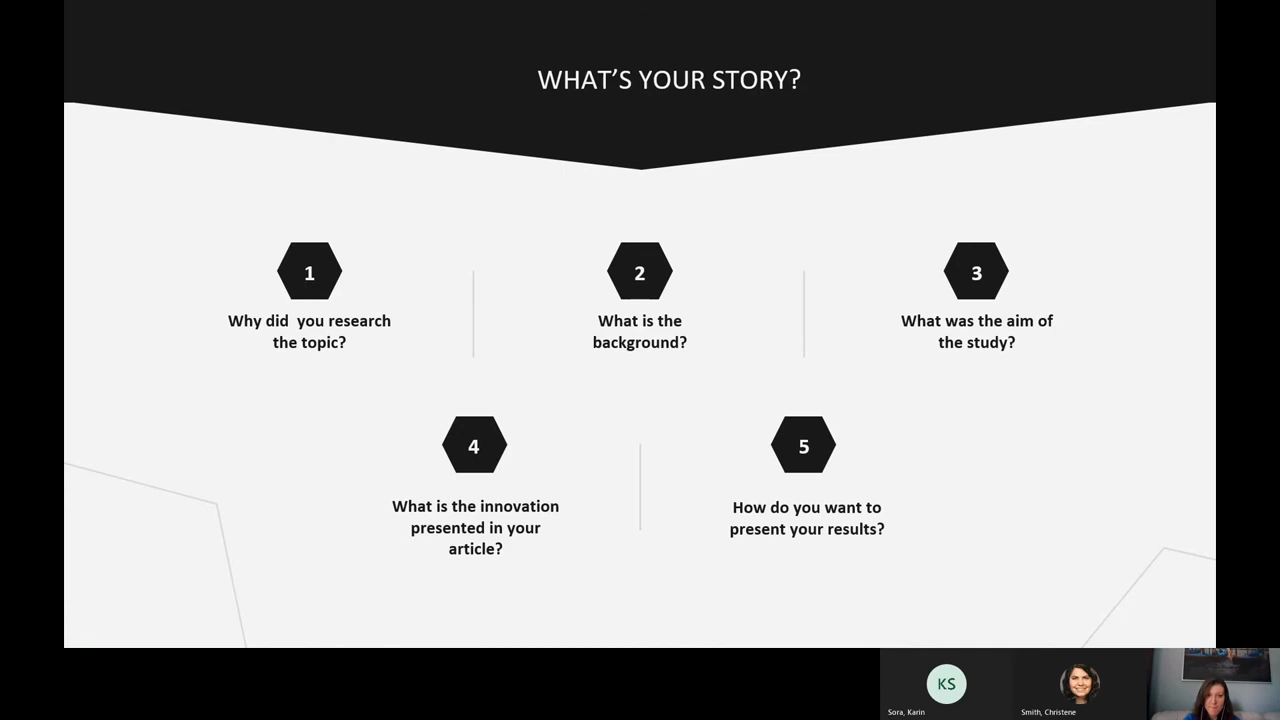 WHAT'S YOUR STORY?
1
Why did  you research
the topic?
2
What is the
background?
3
What was the aim of
the study?
4
What is the innovation
presented in your
article?
5
How do you want to
present your results?
KS
Sora, Karin
Smith, Christene